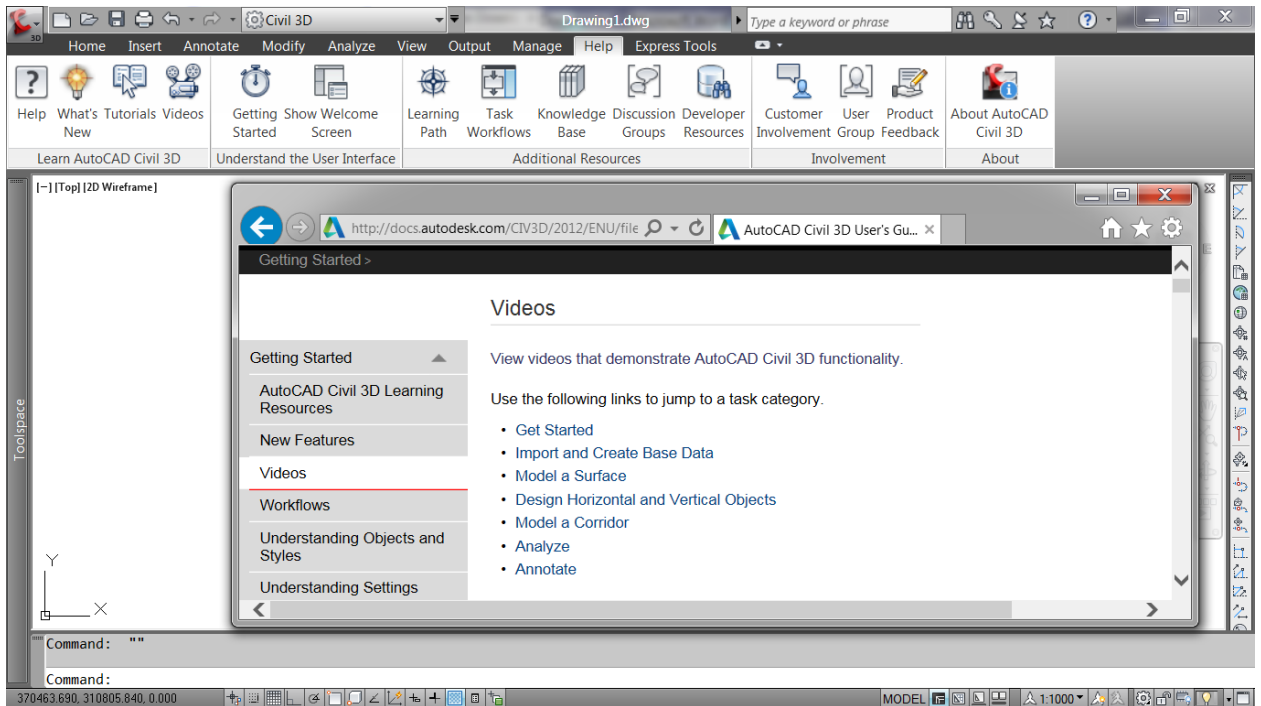 3D
Civil 3D
Drawing1.dwg
Type a keyword or phrase
Home Insert Annotate Modify Analyze View Output Manage Help Express Tools
Help What's New Tutorials Videos Getting Started Show Welcome Screen Learning Path Task Workflows Knowledge Base Discussion Groups Developer Resources Customer Involvement User Group Product Feedback About AutoCAD Civil 3D
Learn AutoCAD Civil 3D Understand the User Interface Additional Resources Involvement About
[−] [Top] [2D Wireframe]
Toolspace
http://docs.autodesk.com/CIV3D/2012/ENU/file
AutoCAD Civil 3D User's Gu...
Getting Started >
Getting Started
AutoCAD Civil 3D Learning
Resources
New Features
Videos
Workflows
Understanding Objects and
Styles
Understanding Settings
Videos
View videos that demonstrate AutoCAD Civil 3D functionality.
Use the following links to jump to a task category.
• Get Started
• Import and Create Base Data
• Model a Surface
• Design Horizontal and Vertical Objects
• Model a Corridor
• Analyze
• Annotate
Y
X
Command: ""
Command:
370463.690, 310805.840, 0.000
MODEL
1:1000